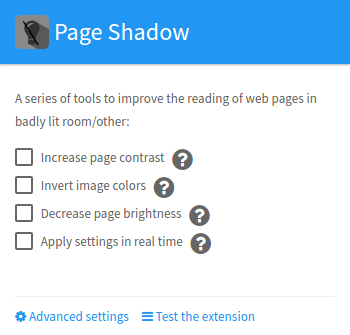 Page Shadow
A series of tools to improve the reading of web pages in
badly lit room/other:
Increase page contrast ?
Invert image colors ?
Decrease page brightness ?
Apply settings in real time ?
Advanced settings Test the extension